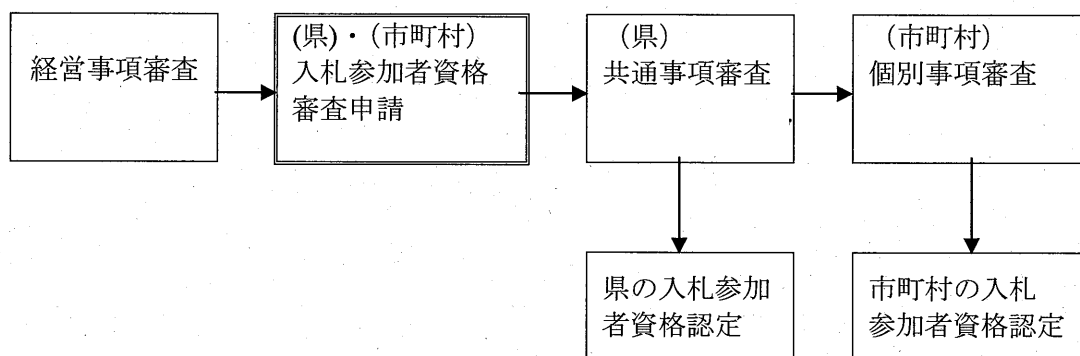 経営事項審査
(県)・（市町村）
入札参加者資格
審査申請
（県）
共通事項審査
（市町村）
個別事項審査
県の入札参加
者資格認定
市町村の入札
参加者資格認定